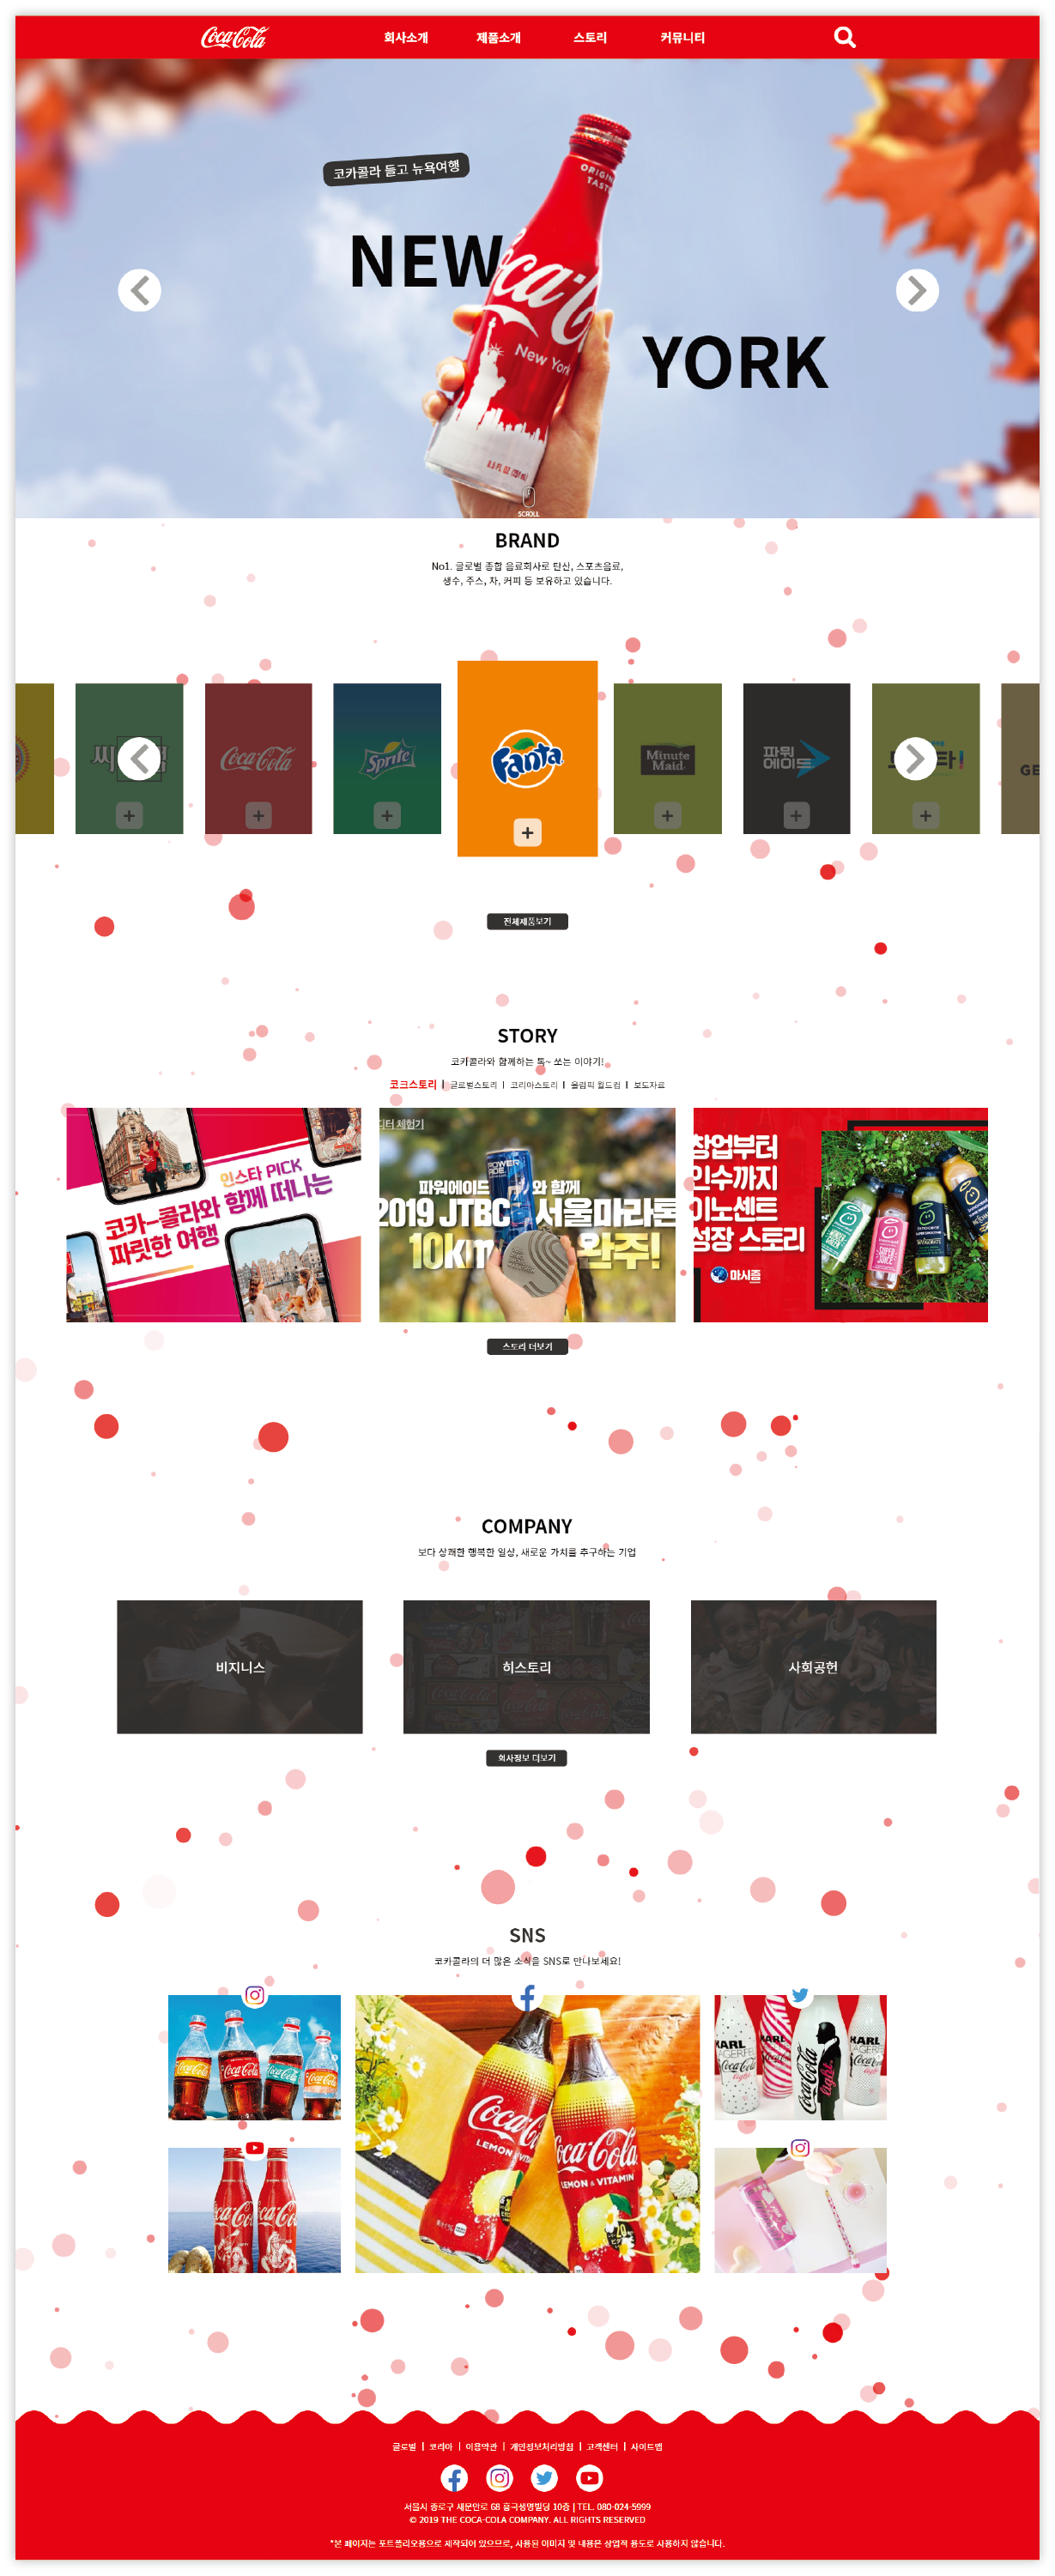 Coca-Cola
회사소개
제품소개
스토리
커뮤니티
코카콜라 들고 뉴욕여행
ORIGINAL
TASTE
NEW
YORK
New York
SCROLL
BRAND
No1. 글로벌 종합 음료회사로 탄산, 스포츠음료,
생수, 주스, 차, 커피 등 보유하고 있습니다.
Coca-Cola
Sprite
Fanta
Minute
Maid
파워
에이드
전체제품보기
STORY
코카콜라와 함께하는 톡~ 쏘는 이야기!
코크스토리 | 글로벌스토리 | 코리아스토리 | 올림픽 월드컵 | 보도자료
인스타 PICK
코카-콜라와 함께 떠나는
짜릿한 여행
디터 체험기
파워에이드와 함께
2019 JTBC 서울마라톤
10km 완주!
창업부터
인수까지
이노센트
성장 스토리
마시즘
스토리 더보기
COMPANY
보다 상쾌한 행복한 일상, 새로운 가치를 추구하는 기업
비지니스
히스토리
사회공헌
회사정보 더보기
SNS
코카콜라의 더 많은 소식을 SNS로 만나보세요!
Coca-Cola
LEMON & VITAMIN
Coca-Cola
LEMON & VITAMIN
KARL
Coca-Cola
light
글로벌 | 코리아 | 이용약관 | 개인정보처리방침 | 고객센터 | 사이트맵
서울시 종로구 새문안로 68 흥국생명빌딩 10층 | TEL. 080-024-5999
© 2019 THE COCA-COLA COMPANY. ALL RIGHTS RESERVED
*본 페이지는 포트폴리오용으로 제작되어 있으므로, 사용된 이미지 및 내용은 상업적 용도로 사용하지 않습니다.